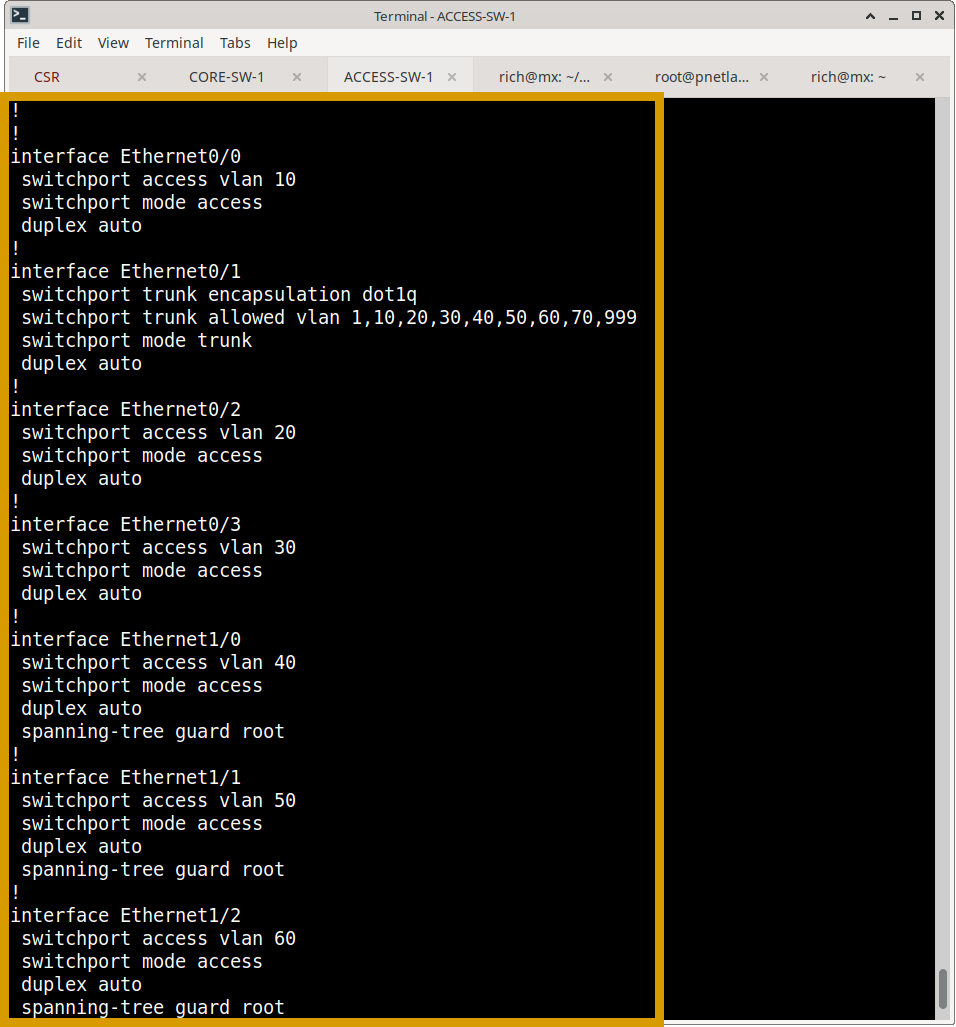 Terminal - ACCESS-SW-1
File Edit View Terminal Tabs Help
CSR CORE-SW-1 ACCESS-SW-1 rich@mx: ~/... root@pnetla... rich@mx: ~
!
!
interface Ethernet0/0
 switchport access vlan 10
 switchport mode access
 duplex auto
!
interface Ethernet0/1
 switchport trunk encapsulation dot1q
 switchport trunk allowed vlan 1,10,20,30,40,50,60,70,999
 switchport mode trunk
 duplex auto
!
interface Ethernet0/2
 switchport access vlan 20
 switchport mode access
 duplex auto
!
interface Ethernet0/3
 switchport access vlan 30
 switchport mode access
 duplex auto
!
interface Ethernet1/0
 switchport access vlan 40
 switchport mode access
 duplex auto
 spanning-tree guard root
!
interface Ethernet1/1
 switchport access vlan 50
 switchport mode access
 duplex auto
 spanning-tree guard root
!
interface Ethernet1/2
 switchport access vlan 60
 switchport mode access
 duplex auto
 spanning-tree guard root